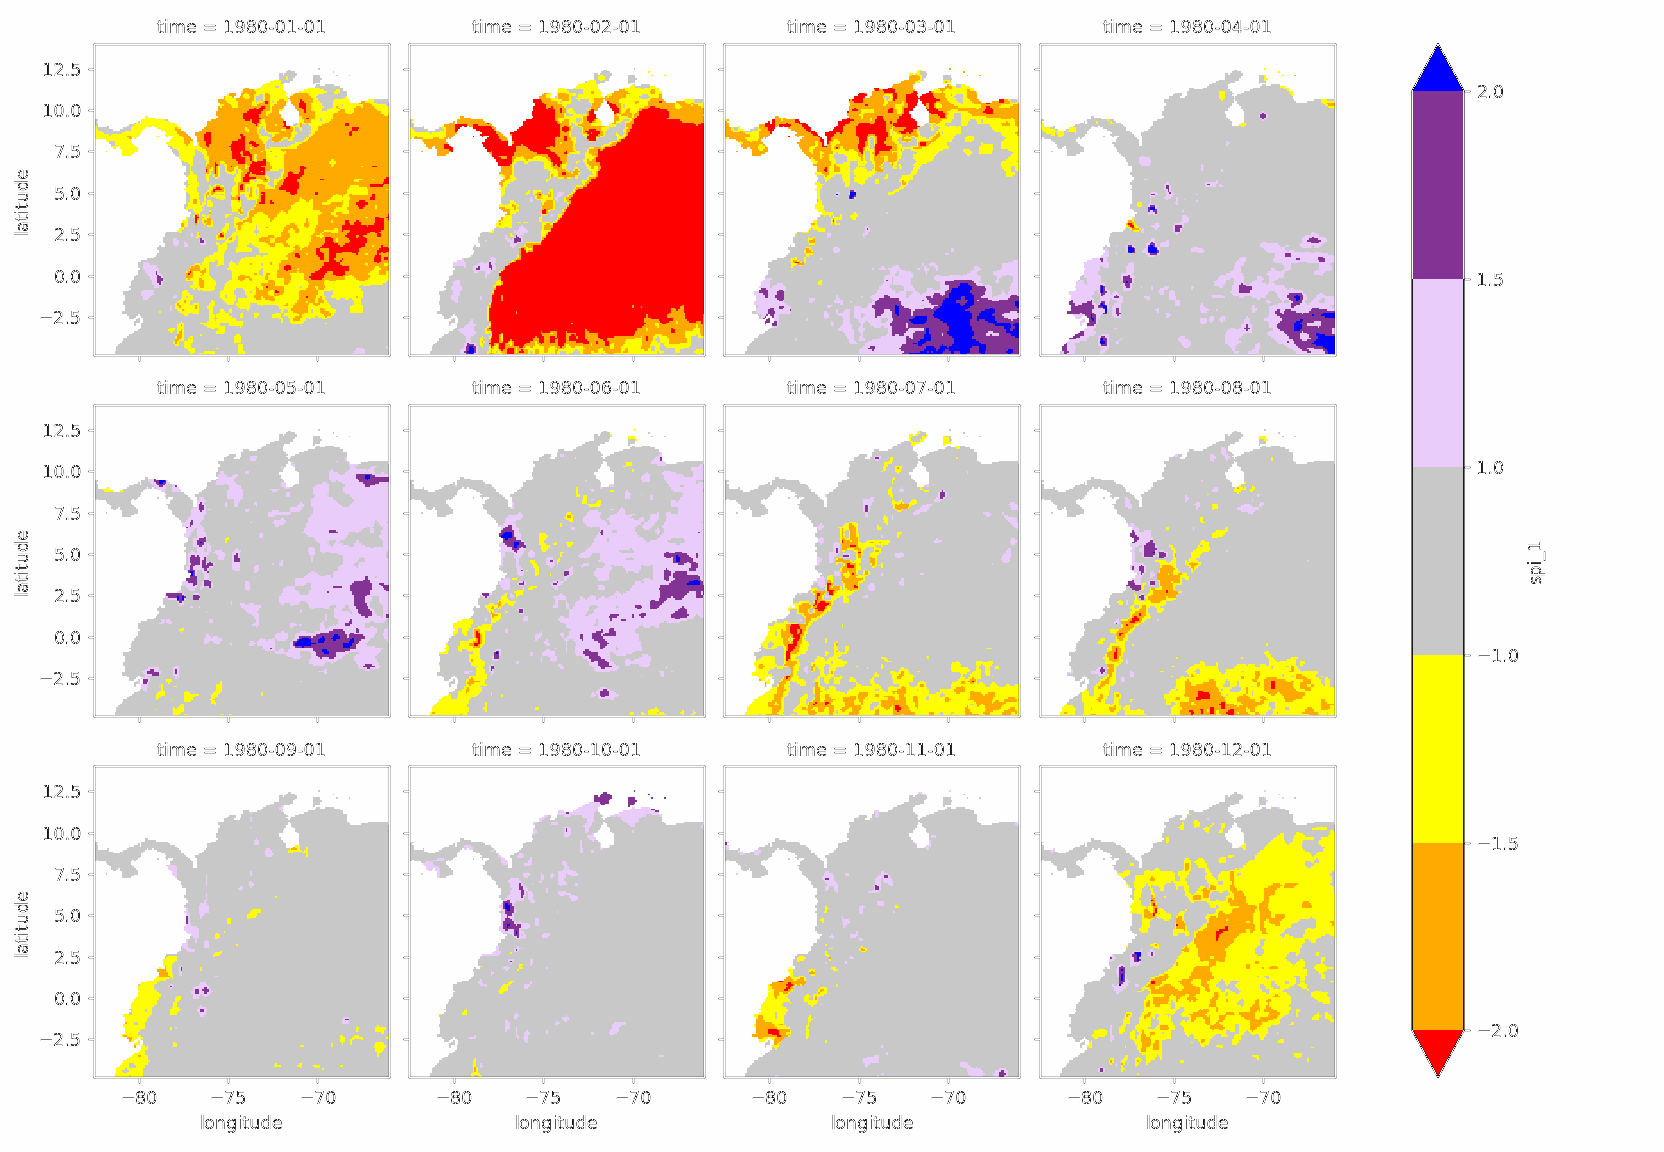 time = 1980-01-01
time = 1980-02-01
time = 1980-03-01
time = 1980-04-01
latitude
12.5
10.0
7.5
5.0
2.5
0.0
−2.5
time = 1980-05-01
time = 1980-06-01
time = 1980-07-01
time = 1980-08-01
latitude
12.5
10.0
7.5
5.0
2.5
0.0
−2.5
time = 1980-09-01
time = 1980-10-01
time = 1980-11-01
time = 1980-12-01
latitude
12.5
10.0
7.5
5.0
2.5
0.0
−2.5
−80 −75 −70
longitude
−80 −75 −70
longitude
−80 −75 −70
longitude
−80 −75 −70
longitude
2.0
1.5
1.0
−1.0
−1.5
−2.0
spi_1